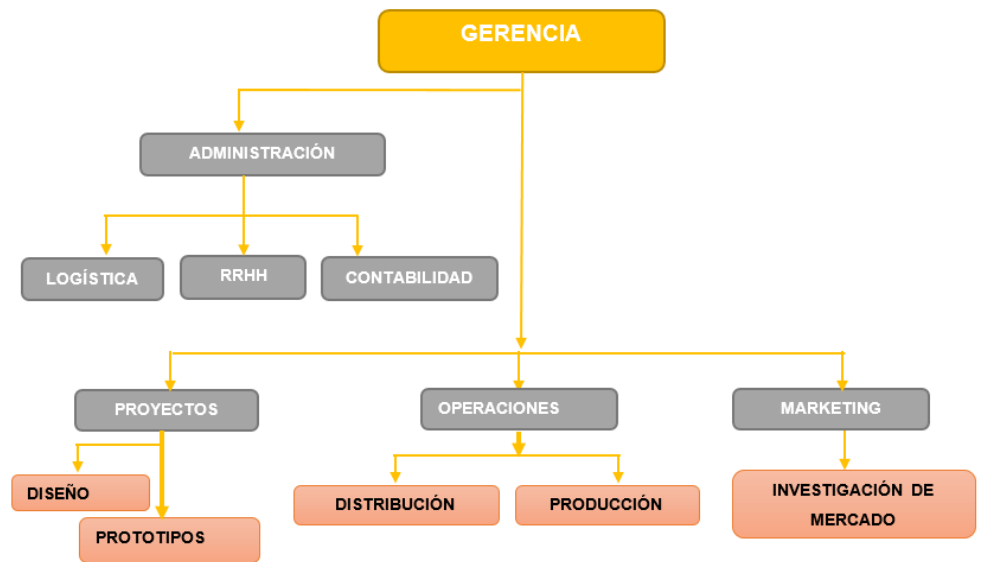 GERENCIA
ADMINISTRACIÓN
LOGÍSTICA
RRHH
CONTABILIDAD
PROYECTOS
OPERACIONES
MARKETING
DISEÑO
PROTOTIPOS
DISTRIBUCIÓN
PRODUCCIÓN
INVESTIGACIÓN DE
MERCADO